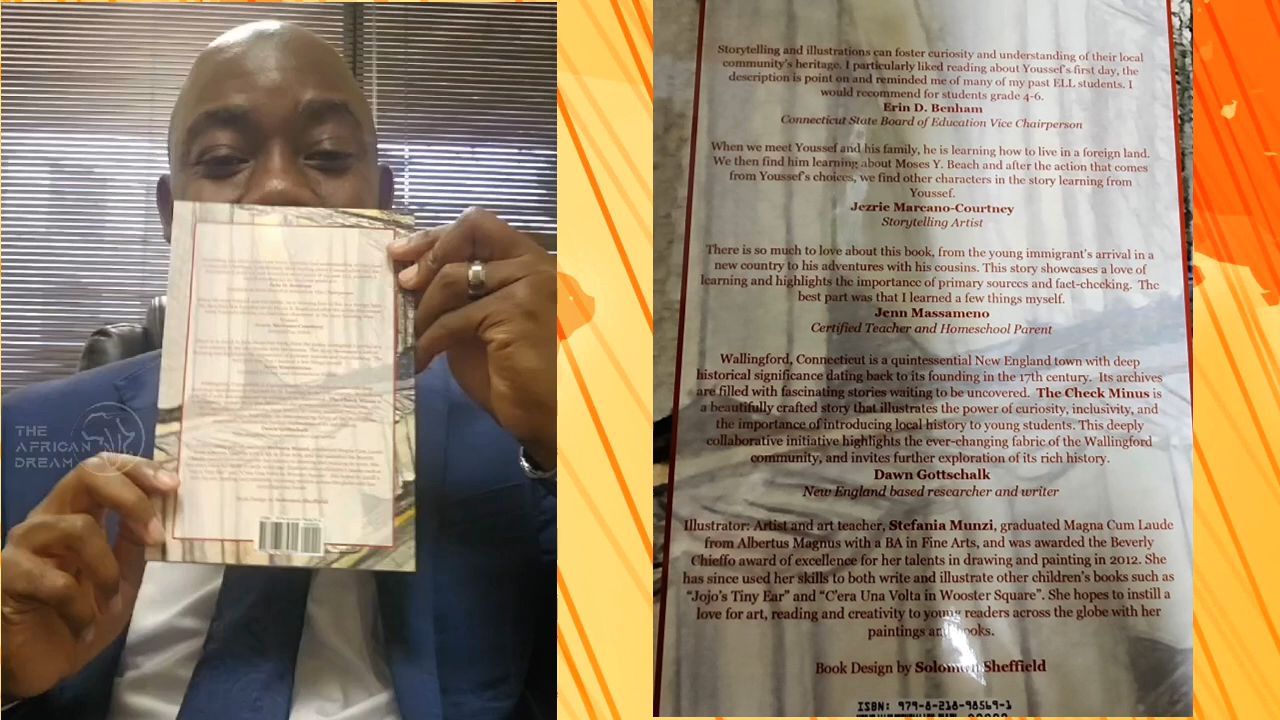 THE
AFRICAN
DREAM
Storytelling and illustrations can foster curiosity and understanding of their local
community's heritage. I particularly liked reading about Youssef's first day, the
description is point on and reminded me of many of my past ELL students. I
would recommend for students grade 4-6.
Erin D. Benham
Connecticut State Board of Education Vice Chairperson
When we meet Youssef and his family, he is learning how to live in a foreign land.
We then find him learning about Moses Y. Beach and after the action that comes
from Youssef's choices, we find other characters in the story learning from
Youssef.
Jezrie Marcano-Courtney
Storytelling Artist
There is so much to love about this book, from the young immigrant's arrival in a
new country to his adventures with his cousins. This story showcases a love of
learning and highlights the importance of primary sources and fact-checking. The
best part was that I learned a few things myself.
Jenn Massameno
Certified Teacher and Homeschool Parent
Wallingford, Connecticut is a quintessential New England town with deep
historical significance dating back to its founding in the 17th century. Its archives
are filled with fascinating stories waiting to be uncovered. The Check Minus is
a beautifully crafted story that illustrates the power of curiosity, inclusivity, and
the importance of introducing local history to young students. This deeply
collaborative initiative highlights the ever-changing fabric of the Wallingford
community, and invites further exploration of its rich history.
Dawn Gottschalk
New England based researcher and writer
Illustrator: Artist and art teacher, Stefania Munzi, graduated Magna Cum Laude
from Albertus Magnus with a BA in Fine Arts, and was awarded the Beverly
Chieffo award of excellence for her talents in drawing and painting in 2012. She
has since used her skills to both write and illustrate other children's books such as
"Jojo's Tiny Ear" and "C'era Una Volta in Wooster Square". She hopes to instill a
love for art, reading and creativity to young readers across the globe with her
paintings and books.
Book Design by Solomon Sheffield
ISBN: 979-8-218-98569-1